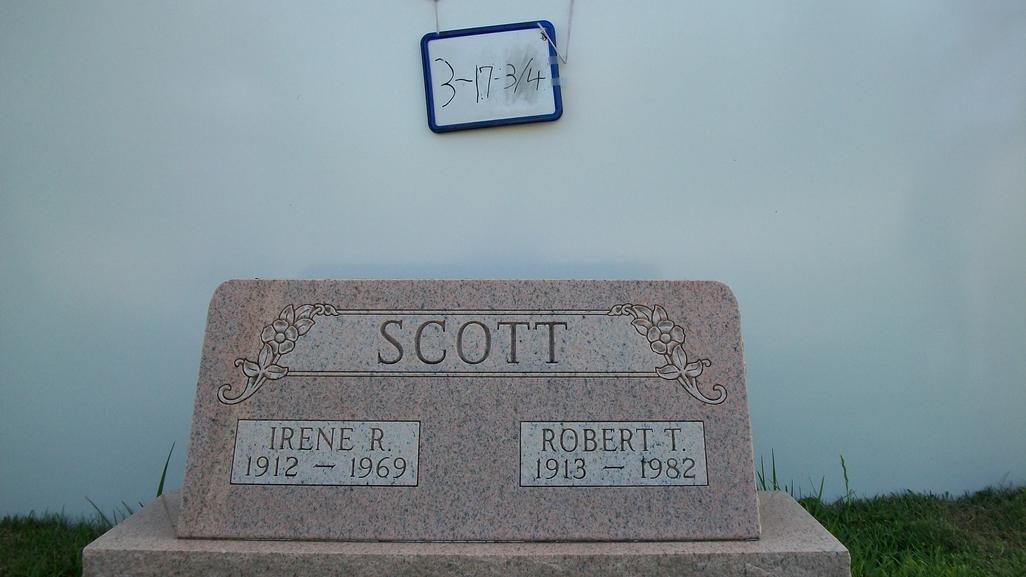 3-17-3/4
SCOTT
IRENE R.
1912 — 1969
ROBERT T.
1913 — 1982